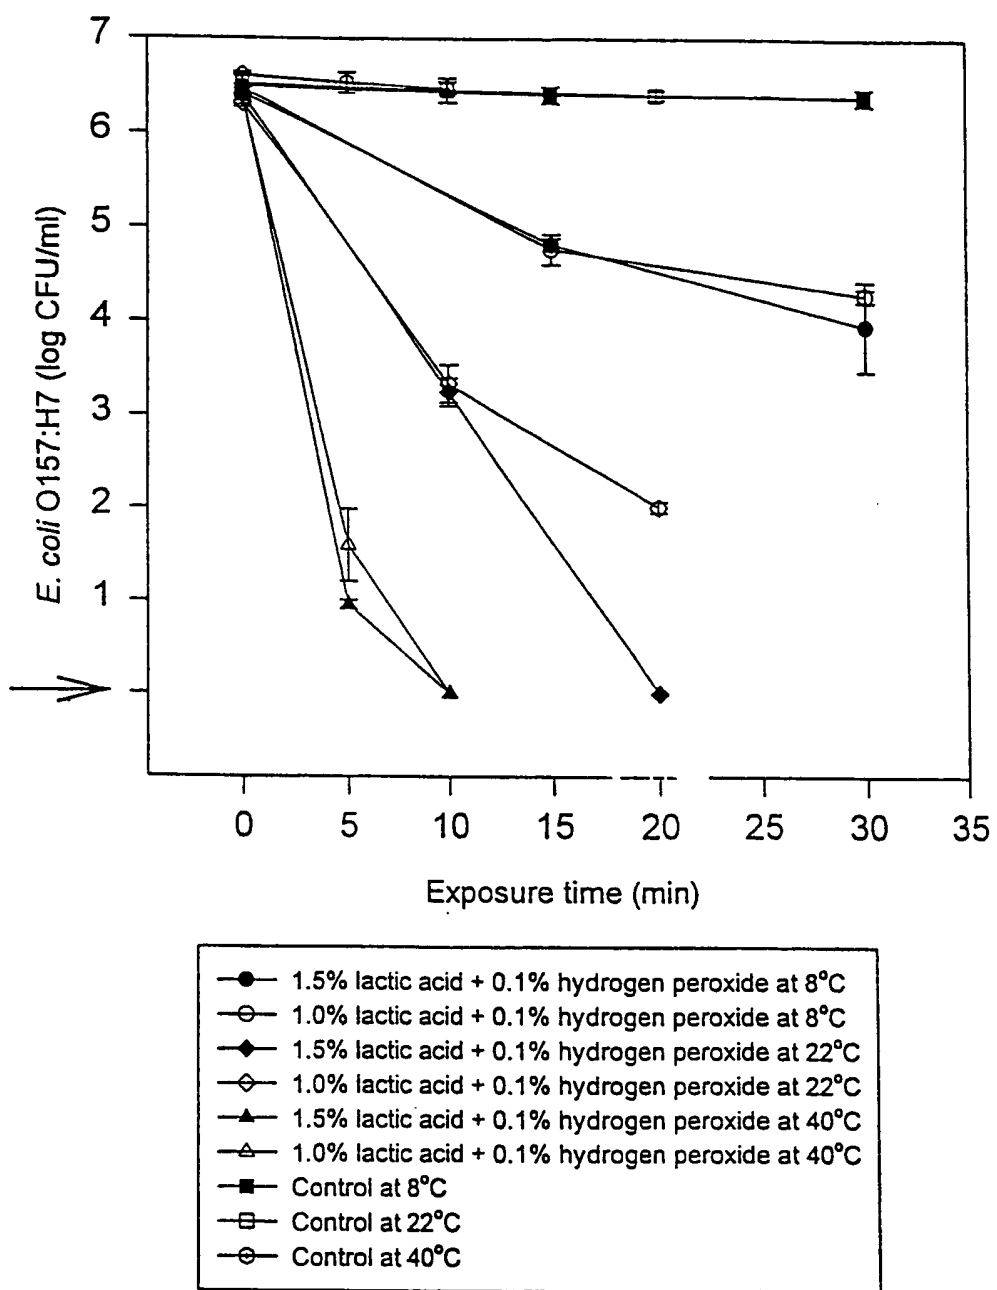 7
6
5
4
3
2
1
E. coli O157:H7 (log CFU/ml)
0 5 10 15 20 25 30 35
Exposure time (min)
1.5% lactic acid + 0.1% hydrogen peroxide at 8°C
1.0% lactic acid + 0.1% hydrogen peroxide at 8°C
1.5% lactic acid + 0.1% hydrogen peroxide at 22°C
1.0% lactic acid + 0.1% hydrogen peroxide at 22°C
1.5% lactic acid + 0.1% hydrogen peroxide at 40°C
1.0% lactic acid + 0.1% hydrogen peroxide at 40°C
Control at 8°C
Control at 22°C
Control at 40°C